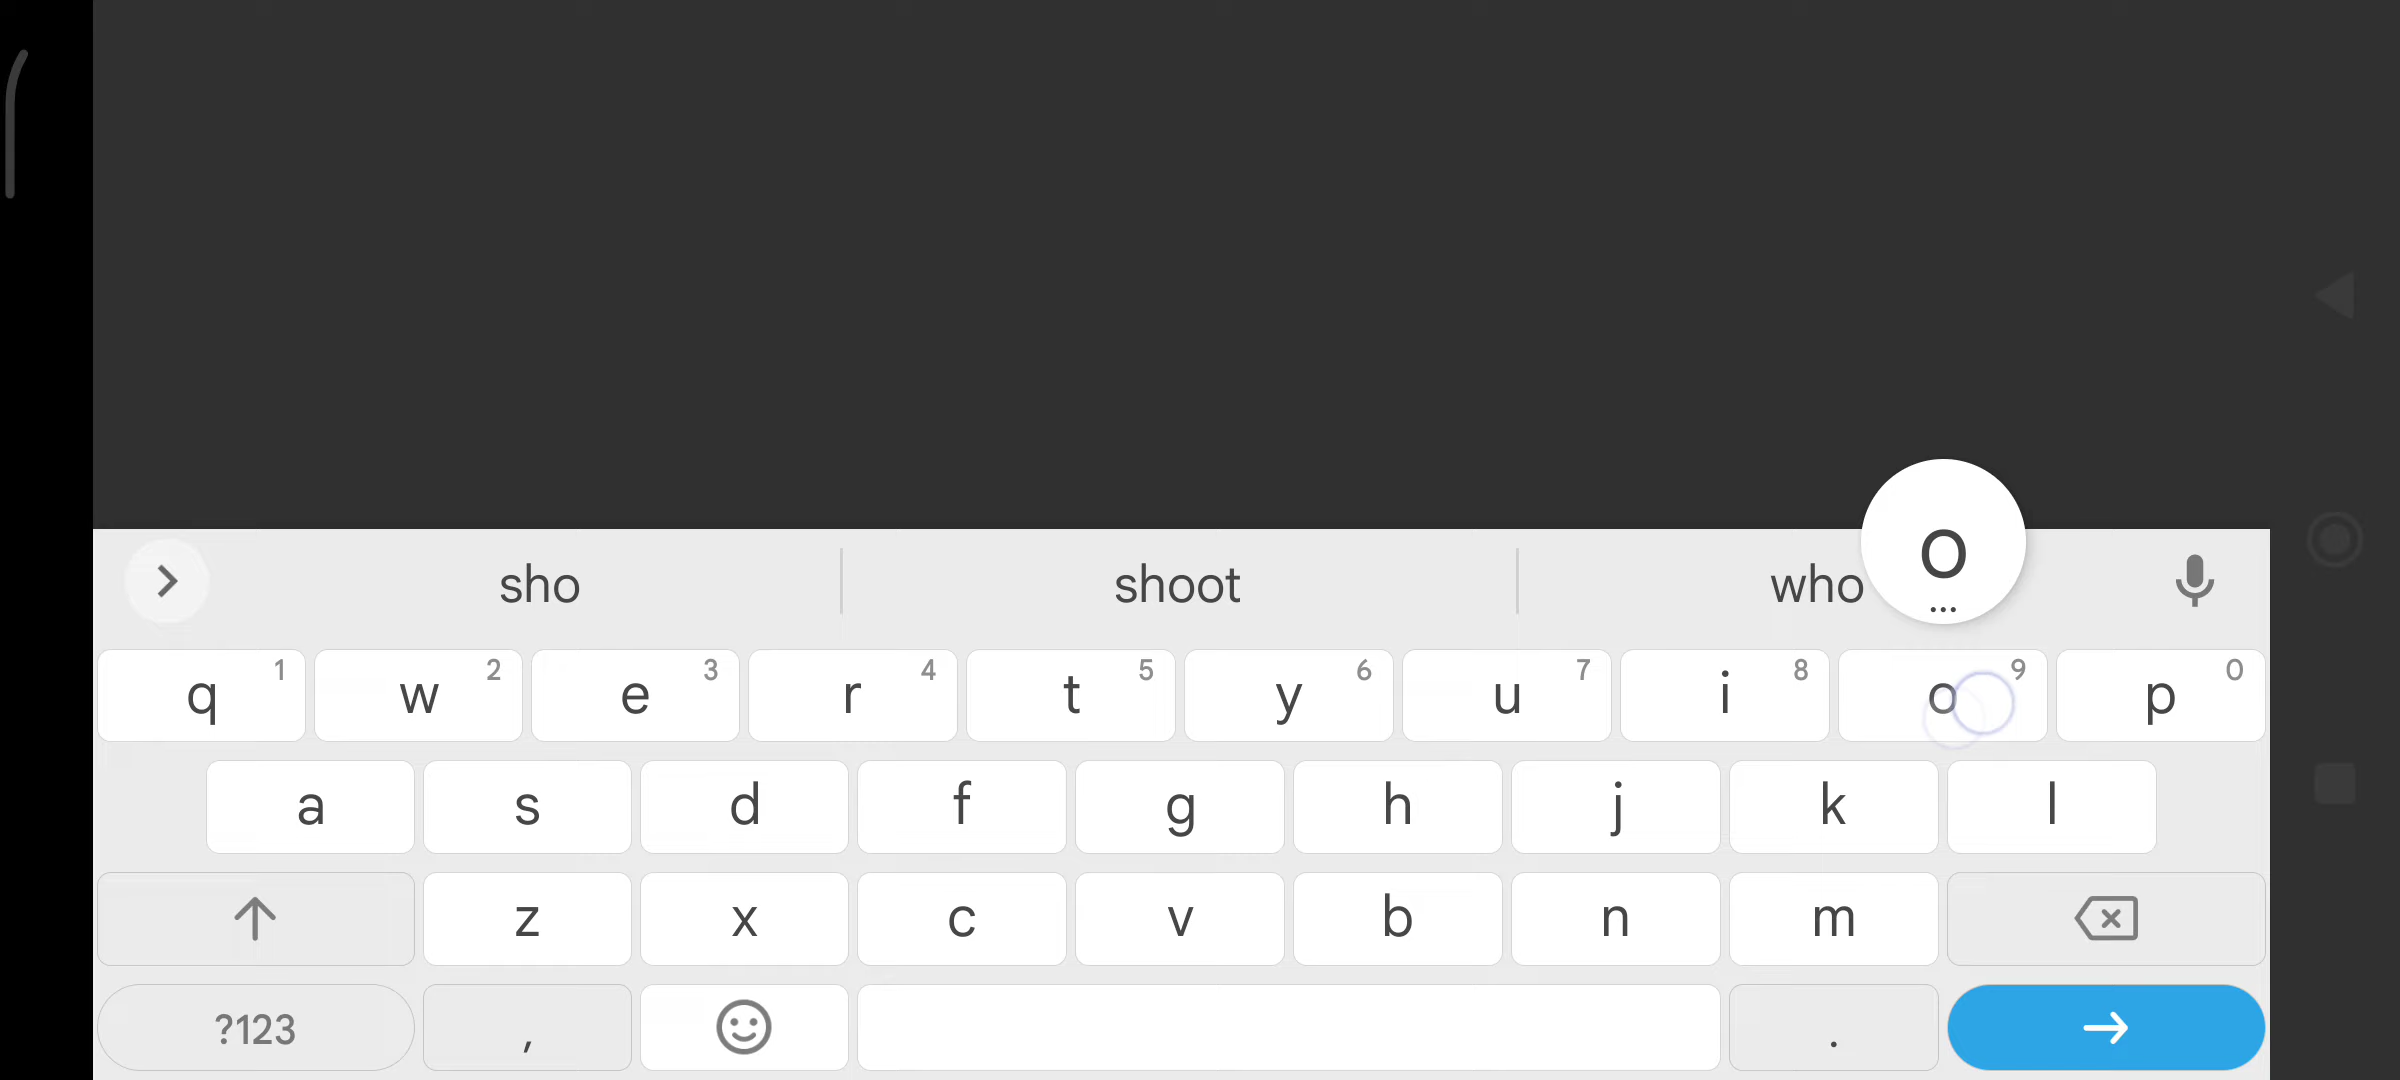 sho shoot who o
...
q 1 w 2 e 3 r 4 t 5 y 6 u 7 i 8 o 9 p 0
a s d f g h j k l
z x c v b n m
?123 , .